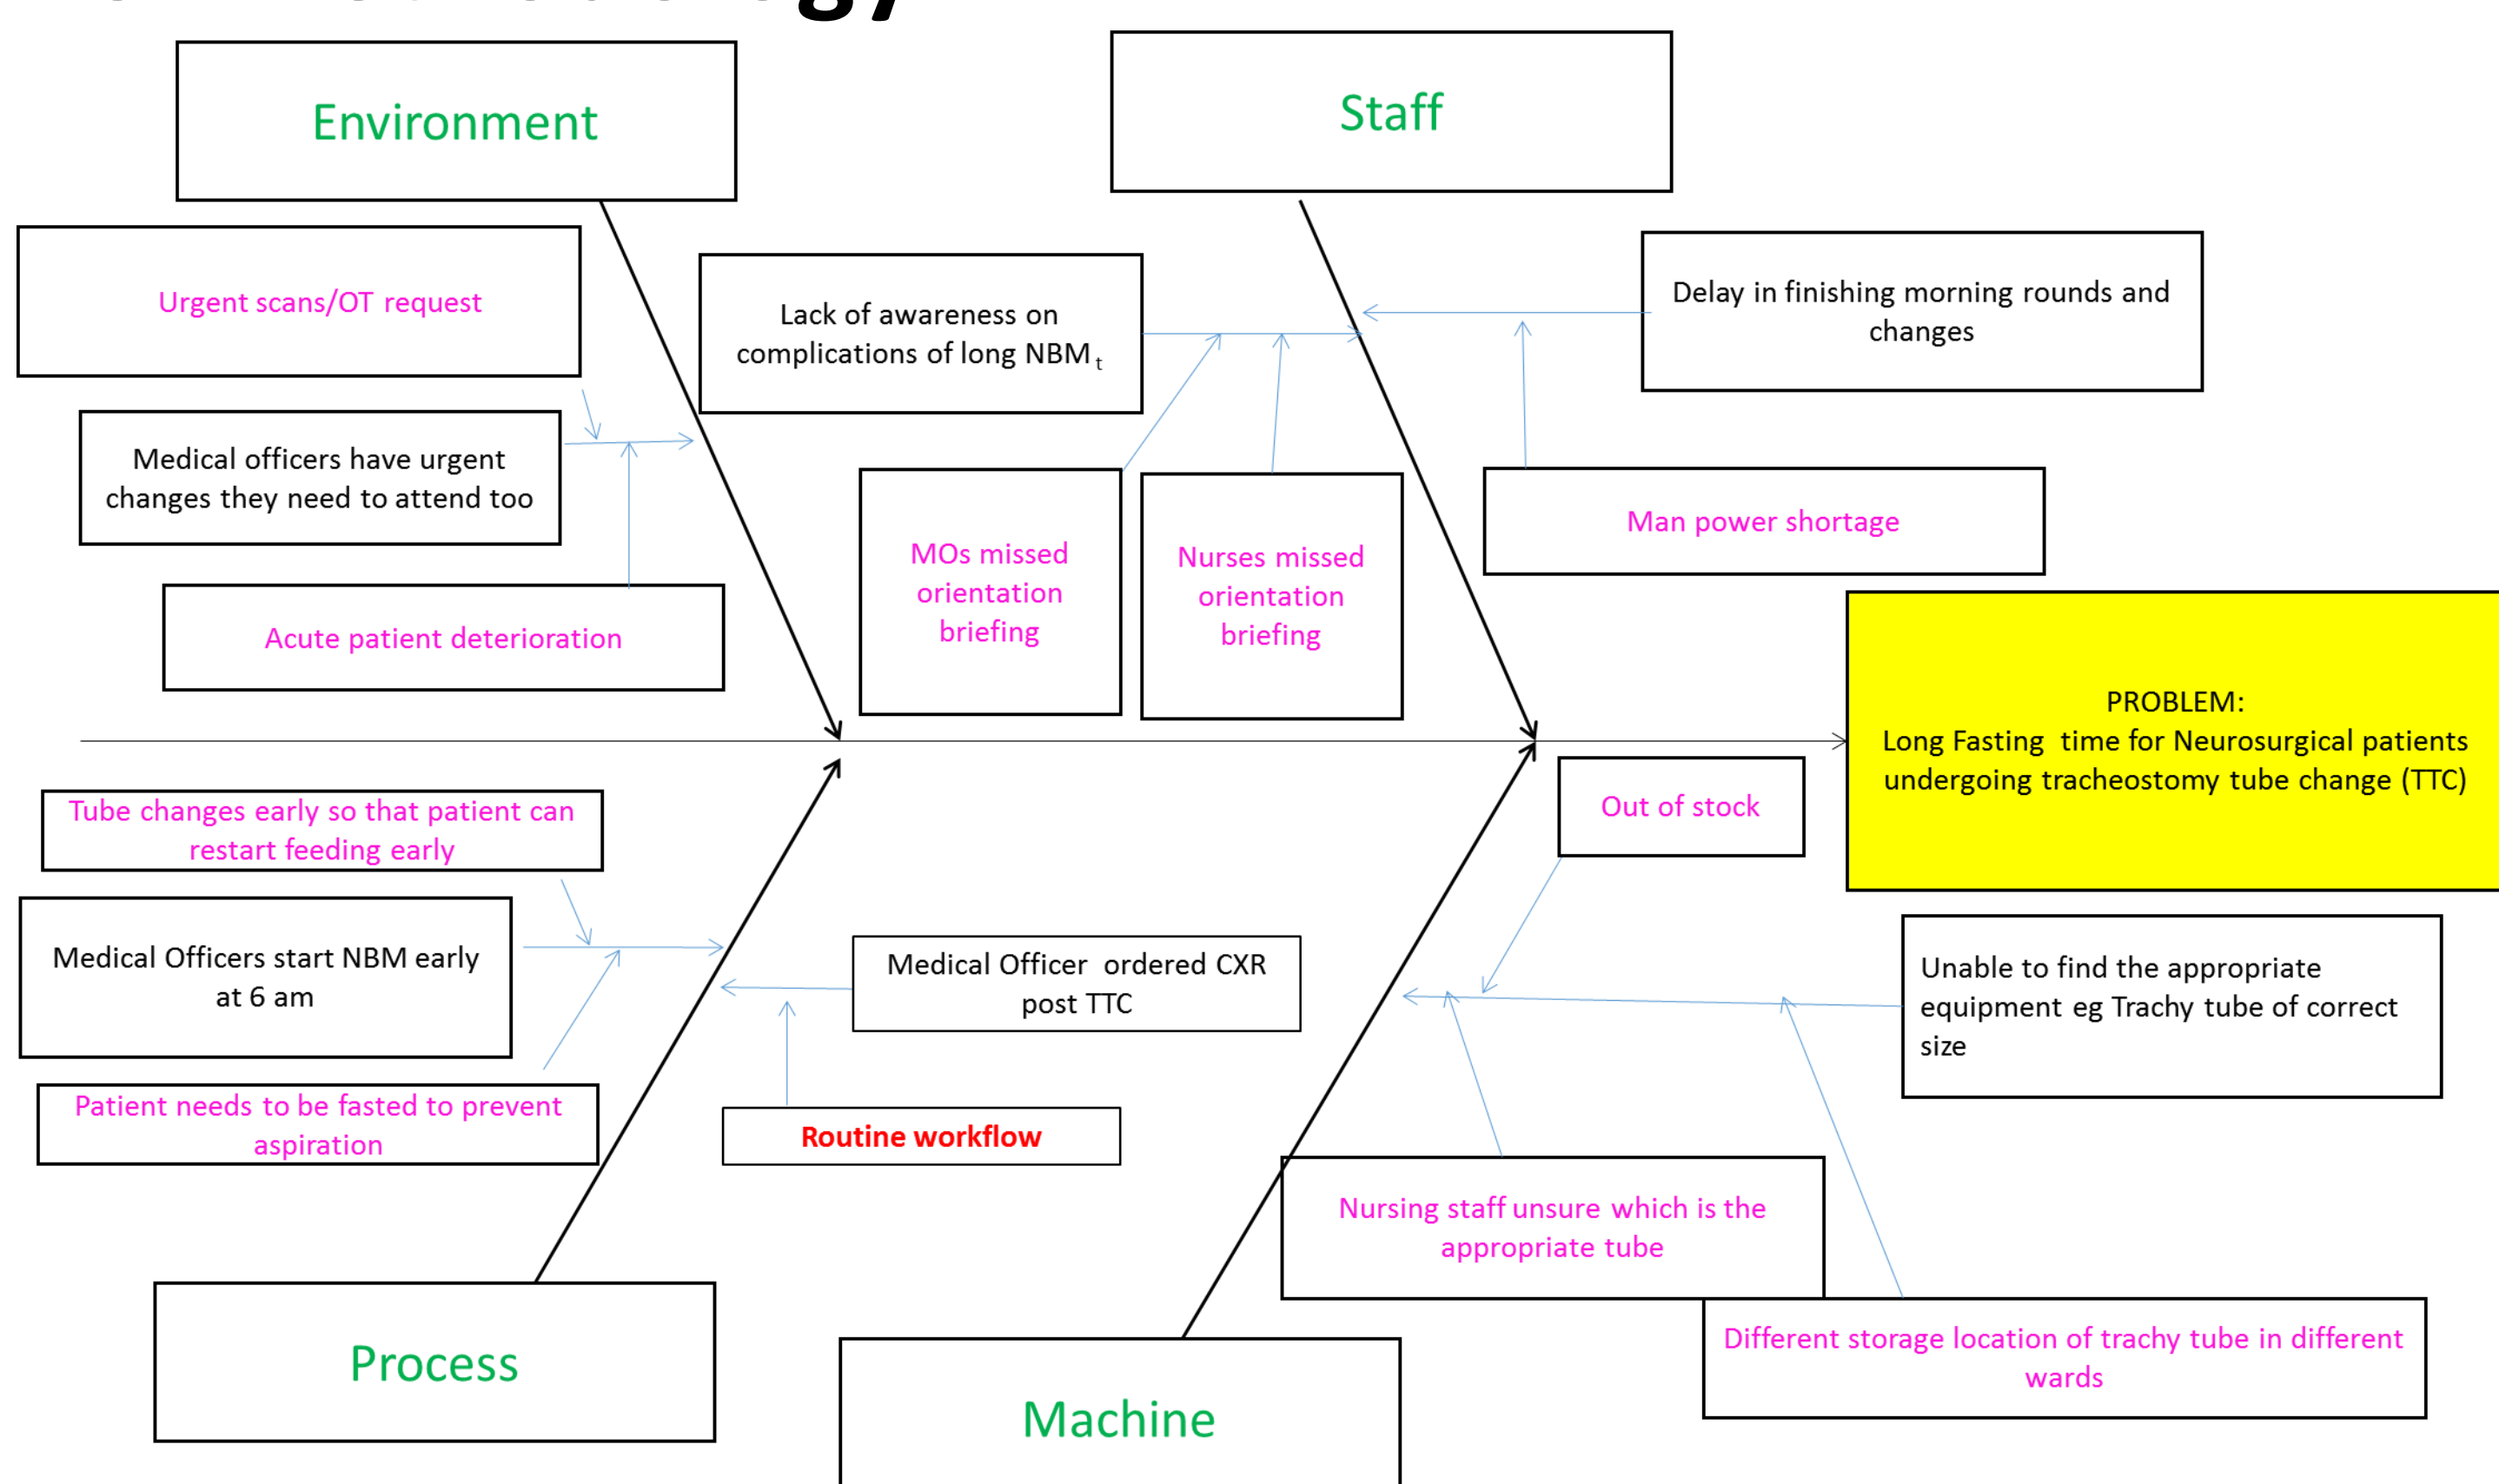 Environment
Staff
Urgent scans/OT request
Lack of awareness on
complications of long NBM t
Delay in finishing morning rounds and
changes
Medical officers have urgent
changes they need to attend too
MOs missed
orientation
briefing
Nurses missed
orientation
briefing
Man power shortage
Acute patient deterioration
PROBLEM:
Long Fasting time for Neurosurgical patients
undergoing tracheostomy tube change (TTC)
Tube changes early so that patient can
restart feeding early
Out of stock
Medical Officers start NBM early
at 6 am
Medical Officer ordered CXR
post TTC
Unable to find the appropriate
equipment eg Trachy tube of correct
size
Patient needs to be fasted to prevent
aspiration
Routine workflow
Nursing staff unsure which is the
appropriate tube
Different storage location of trachy tube in different
wards
Process
Machine